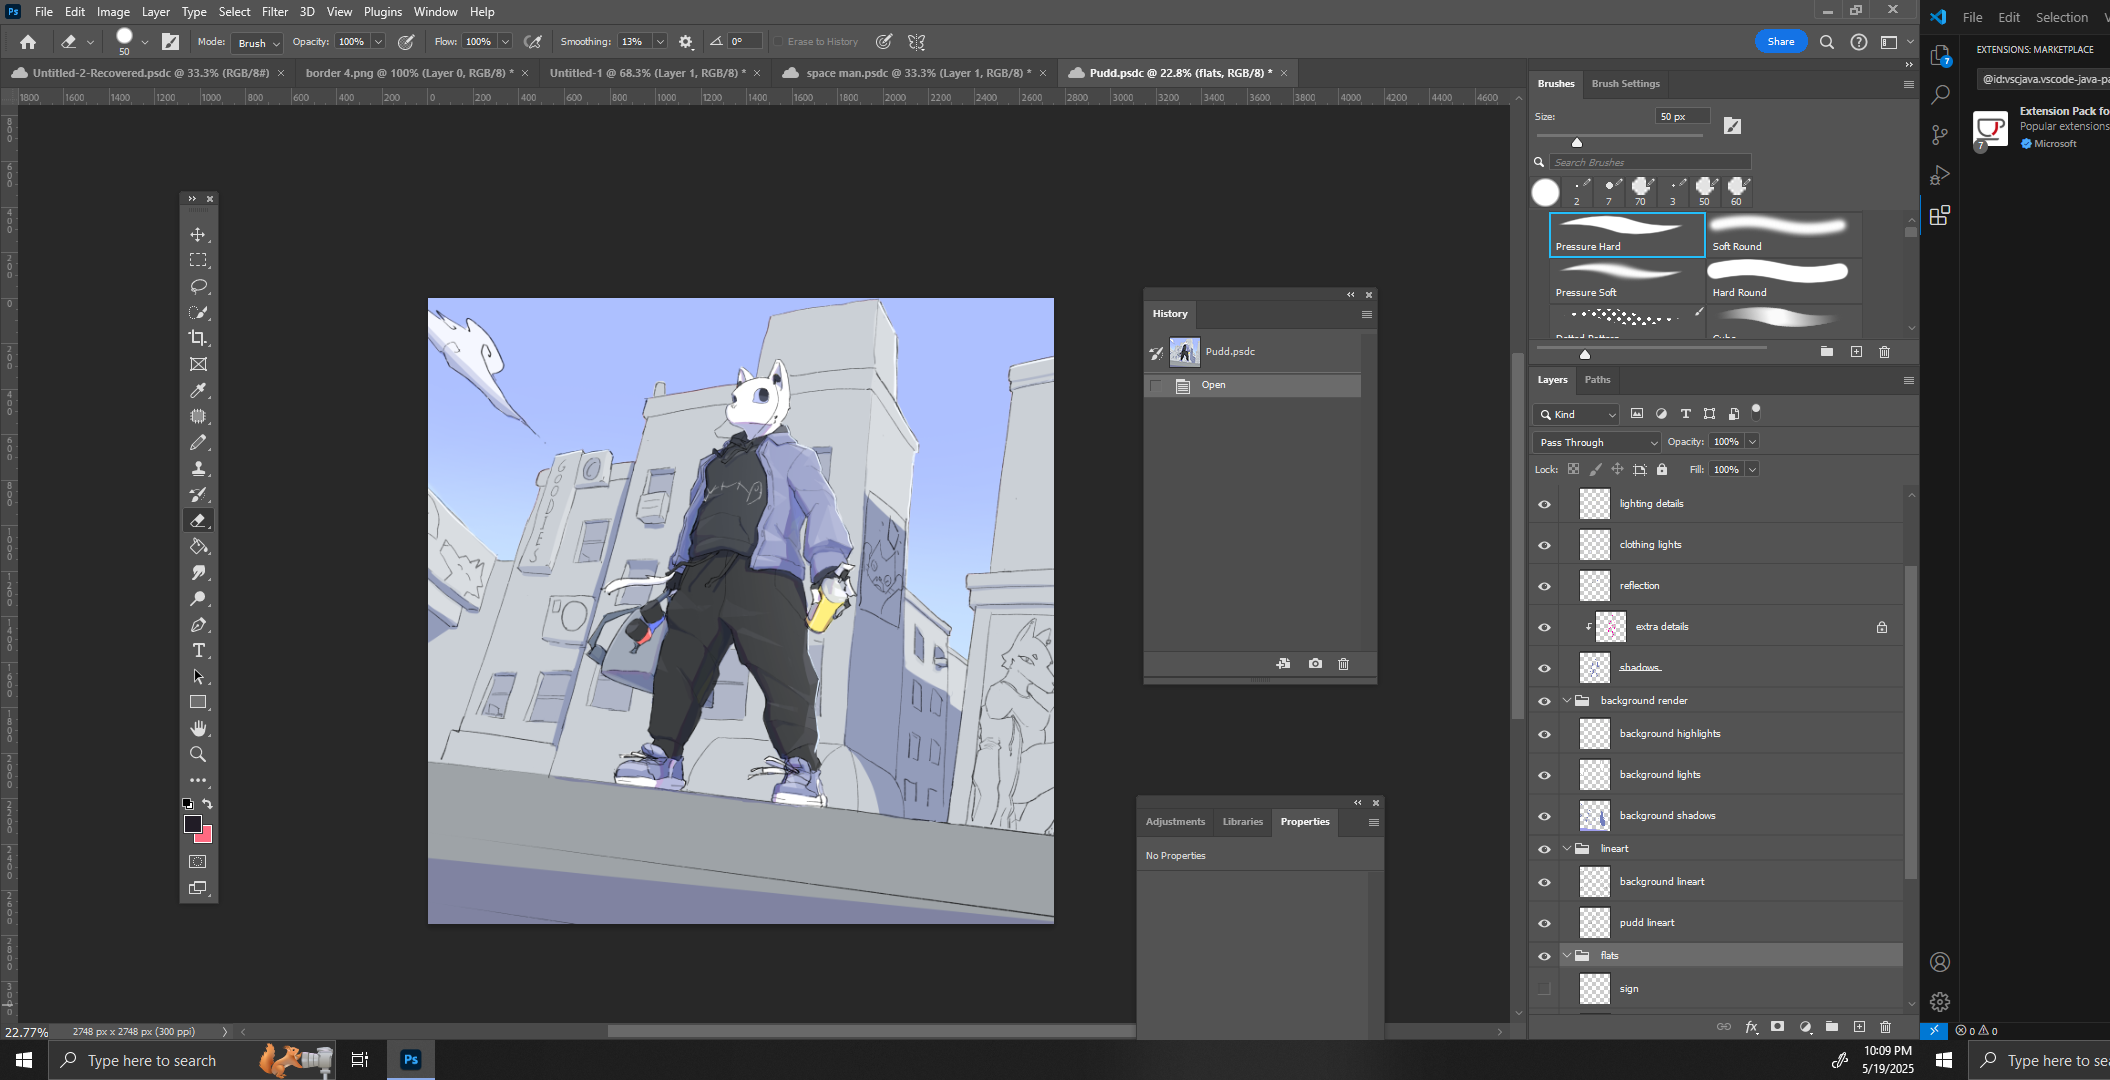 Ps File Edit Image Layer Type Select Filter 3D View Plugins Window Help
File Edit Selection
50 Mode: Brush Opacity: 100% Flow: 100% Smoothing: 13% 0° Erase to History Share
EXTENSIONS: MARKETPLACE
Untitled-2-Recovered.psdc @ 33.3% (RGB/8#) border 4.png @ 100% (Layer 0, RGB/8) * Untitled-1 @ 68.3% (Layer 1, RGB/8) * space man.psdc @ 33.3% (Layer 1, RGB/8) * Pudd.psdc @ 22.8% (flats, RGB/8) *
@id:vscjava.vscode-java-pa
1800 1600 1400 1200 1000 800 600 400 200 0 200 400 600 800 1000 1200 1400 1600 1800 2000 2200 2400 2600 2800 3000 3200 3400 3600 3800 4000 4200 4400 4600
Brushes Brush Settings
Size: 50 px
Search Brushes
2 7 70 3 50 60
Pressure Hard Soft Round
Pressure Soft Hard Round
Extension Pack fo
Popular extensions
Microsoft
7
7
History
Pudd.psdc
Open
GOODIES
Layers Paths
Kind
Pass Through Opacity: 100%
Lock: Fill: 100%
lighting details
clothing lights
reflection
extra details
shadows
background render
background highlights
background lights
background shadows
lineart
background lineart
pudd lineart
flats
sign
Adjustments Libraries Properties
No Properties
22.77% 2748 px x 2748 px (300 ppi)
fx
0 0
Type here to search
Ps
10:09 PM
5/19/2025
Type here to sea